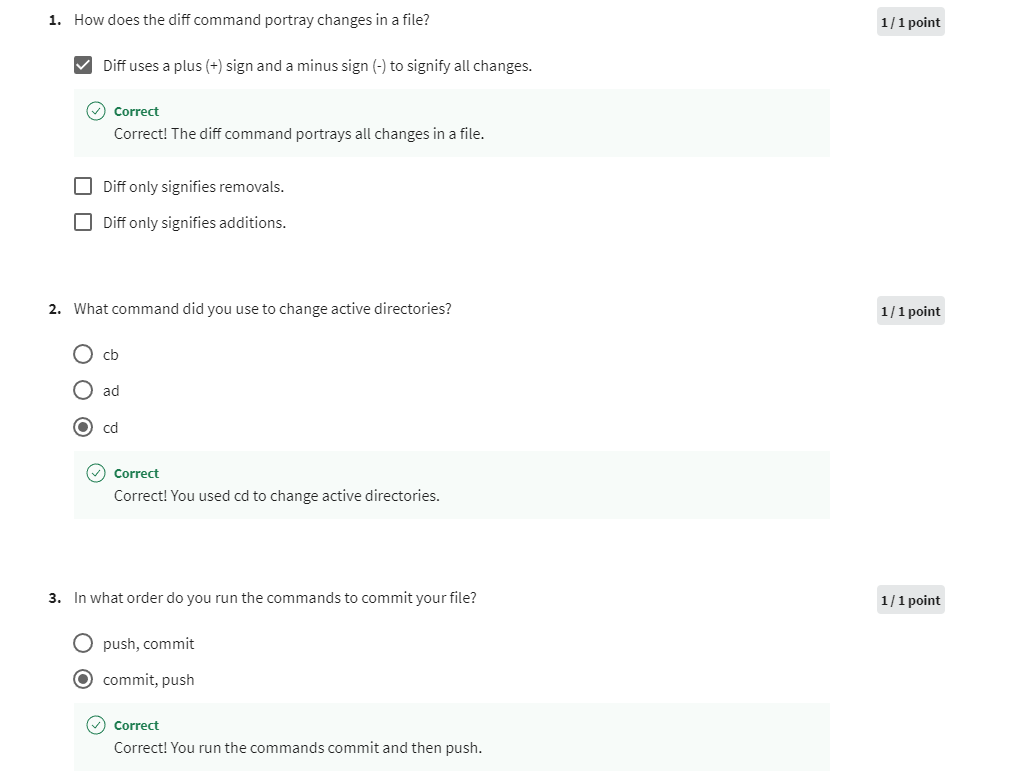 1. How does the diff command portray changes in a file?
1 / 1 point
Diff uses a plus (+) sign and a minus sign (-) to signify all changes.
Correct
Correct! The diff command portrays all changes in a file.
Diff only signifies removals.
Diff only signifies additions.
2. What command did you use to change active directories?
1 / 1 point
cb
ad
cd
Correct
Correct! You used cd to change active directories.
3. In what order do you run the commands to commit your file?
1 / 1 point
push, commit
commit, push
Correct
Correct! You run the commands commit and then push.